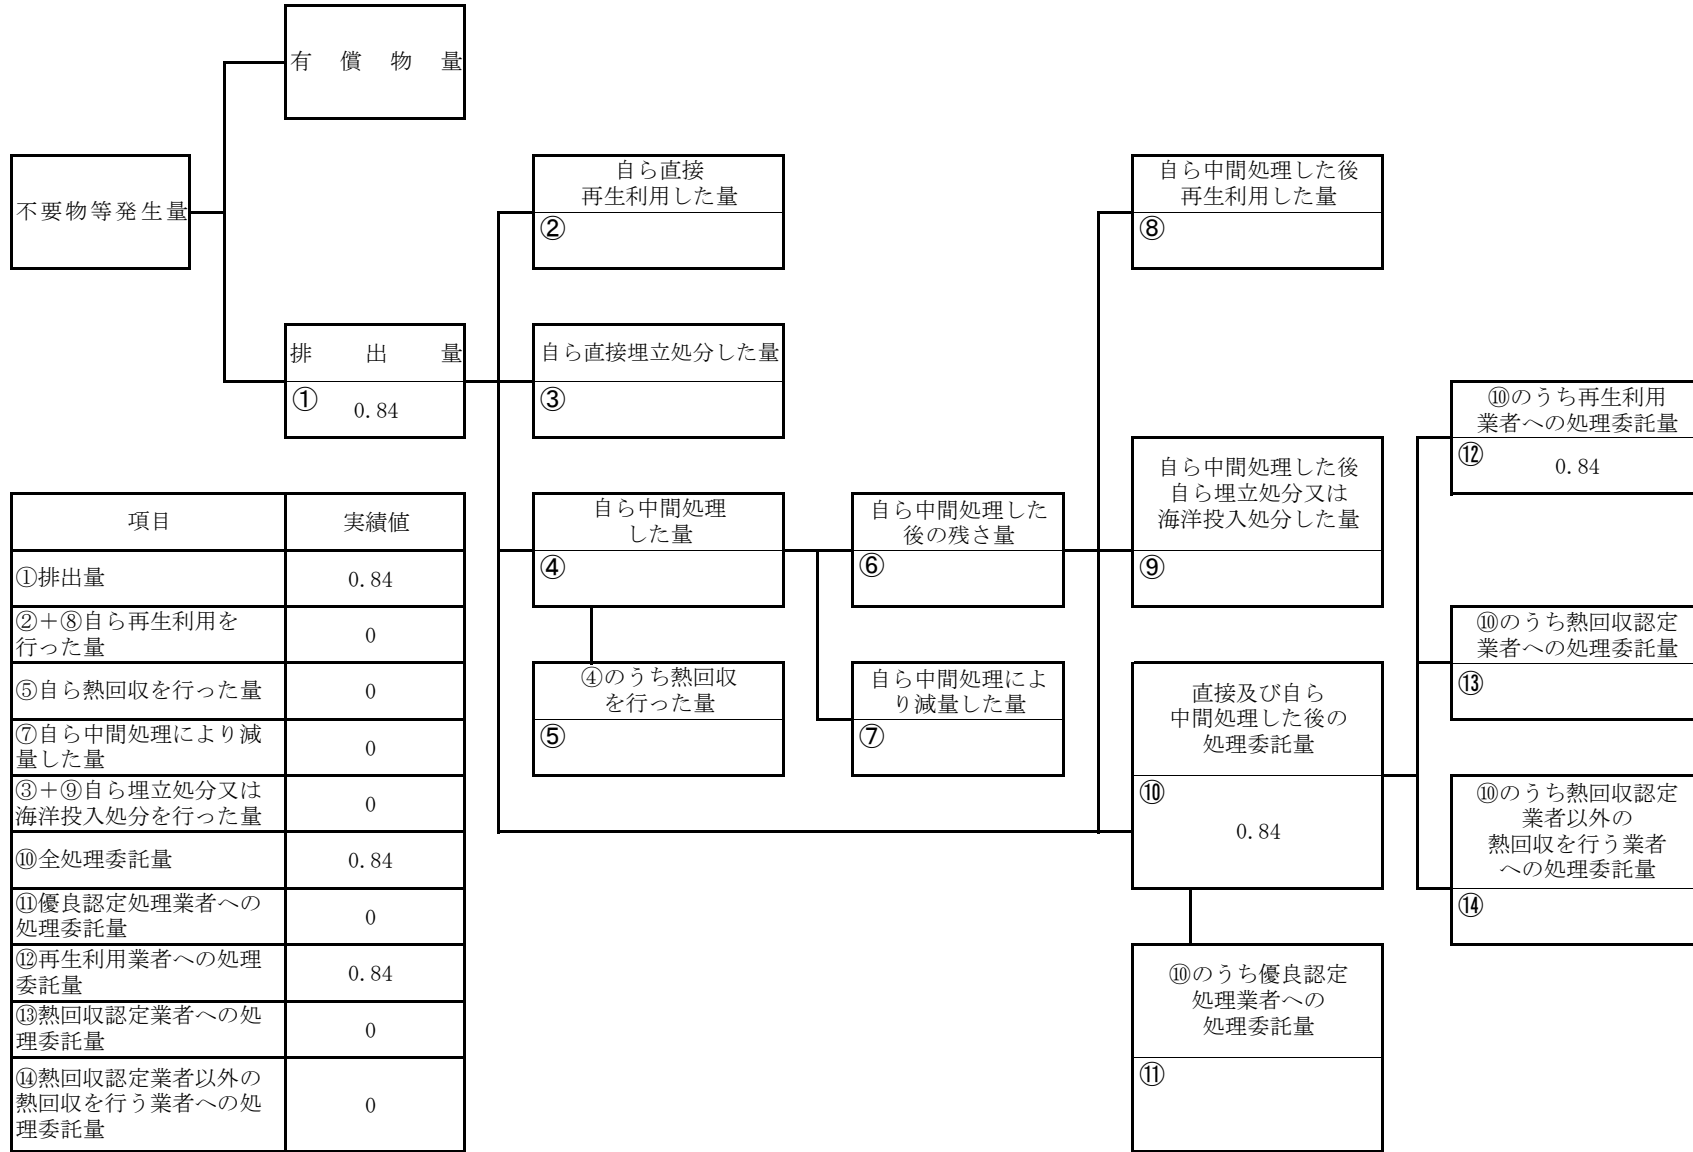 有償物量
不要物等発生量
自ら直接
再生利用した量
②
自ら中間処理した後
再生利用した量
⑧
排出量
① 0.84
自ら直接埋立処分した量
③
自ら中間処理
した量
④
自ら中間処理した
後の残さ量
⑥
自ら中間処理した後
自ら埋立処分又は
海洋投入処分した量
⑨
⑩のうち再生利用
業者への処理委託量
⑫ 0.84
④のうち熱回収
を行った量
⑤
自ら中間処理によ
り減量した量
⑦
直接及び自ら
中間処理した後の
処理委託量
⑩
0.84
⑩のうち熱回収認定
業者への処理委託量
⑬
⑩のうち熱回収認定
業者以外の
熱回収を行う業者
への処理委託量
⑭
⑩のうち優良認定
処理業者への
処理委託量
⑪
項目 実績値
①排出量 0.84
②+⑧自ら再生利用を
行った量 0
⑤自ら熱回収を行った量 0
⑦自ら中間処理により減
量した量 0
③+⑨自ら埋立処分又は
海洋投入処分を行った量 0
⑩全処理委託量 0.84
⑪優良認定処理業者への
処理委託量 0
⑫再生利用業者への処理
委託量 0.84
⑬熱回収認定業者への処
理委託量 0
⑭熱回収認定業者以外の
熱回収を行う業者への処 0
理委託量